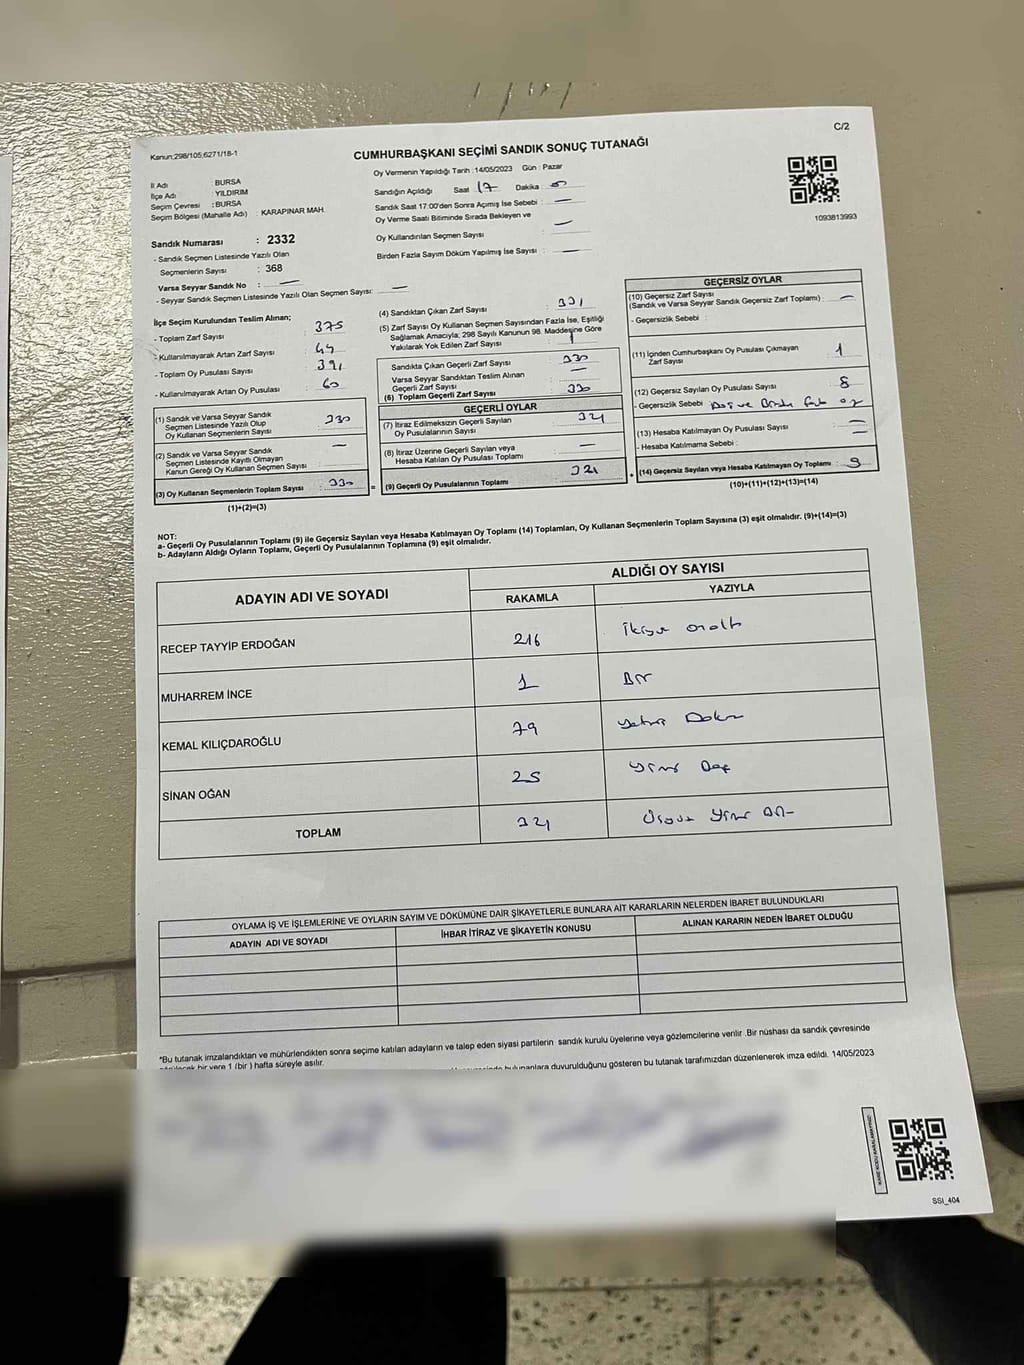 C/2
Kanun;298/105;6271/18-1
CUMHURBAŞKANI SEÇİMİ SANDIK SONUÇ TUTANAĞI
İl Adı : BURSA
İlçe Adı : YILDIRIM
Seçim Çevresi : BURSA
Seçim Bölgesi (Mahalle Adı) : KARAPINAR MAH.
Sandık Numarası : 2332
- Sandık Seçmen Listesinde Yazılı Olan
Seçmenlerin Sayısı : 368
Varsa Seyyar Sandık No : —
- Seyyar Sandık Seçmen Listesinde Yazılı Olan Seçmen Sayısı: —
Oy Vermenin Yapıldığı Tarih :14/05/2023 Gün : Pazar
Sandığın Açıldığı Saat 17 Dakika
Sandık Saat 17:00'den Sonra Açımış İse Sebebi : —
Oy Verme Saati Bitiminde Sırada Bekleyen ve
Oy Kullandırılan Seçmen Sayısı : —
Birden Fazla Sayım Döküm Yapılmış İse Sayısı : —
1093813993
İlçe Seçim Kurulundan Teslim Alınan;
- Toplam Zarf Sayısı : 375
- Kullanılmayarak Artan Zarf Sayısı : 44
- Toplam Oy Pusulası Sayısı : 391
- Kullanılmayarak Artan Oy Pusulası : 60
(1) Sandık ve Varsa Seyyar Sandık
Seçmen Listesinde Yazılı Olup
Oy Kullanan Seçmenlerin Sayısı : 330
(2) Sandık ve Varsa Seyyar Sandık
Seçmen Listesinde Kayıtlı Olmayan
Kanun Gereği Oy Kullanan Seçmen Sayısı : —
(3) Oy Kullanan Seçmenlerin Toplam Sayısı : 330 =
(1)+(2)=(3)
(4) Sandıktan Çıkan Zarf Sayısı : 331
(5) Zarf Sayısı Oy Kullanan Seçmen Sayısından Fazla İse, Eşitliği
Sağlamak Amacıyla; 298 Sayılı Kanunun 98. Maddesine Göre
Yakılarak Yok Edilen Zarf Sayısı : 1
Sandıkta Çıkan Geçerli Zarf Sayısı : 330
Varsa Seyyar Sandıktan Teslim Alınan
Geçerli Zarf Sayısı : —
(6) Toplam Geçerli Zarf Sayısı : 330
GEÇERLİ OYLAR
(7) İtiraz Edilmeksizin Geçerli Sayılan
Oy Pusulalarının Sayısı : 321
(8) İtiraz Üzerine Geçerli Sayılan veya
Hesaba Katılan Oy Pusulası Toplamı : —
(9) Geçerli Oy Pusulalarının Toplamı : 321 +
GEÇERSİZ OYLAR
(10) Geçersiz Zarf Sayısı
(Sandık ve Varsa Seyyar Sandık Geçersiz Zarf Toplamı) : —
- Geçersizlik Sebebi :
(11) İçinden Cumhurbaşkanı Oy Pusulası Çıkmayan
Zarf Sayısı : 1
(12) Geçersiz Sayılan Oy Pusulası Sayısı : 8
- Geçersizlik Sebebi
(13) Hesaba Katılmayan Oy Pusulası Sayısı : —
- Hesaba Katılmama Sebebi : —
(14) Geçersiz Sayılan veya Hesaba Katılmayan Oy Toplamı : 9
(10)+(11)+(12)+(13)=(14)
NOT:
a- Geçerli Oy Pusulalarının Toplamı (9) ile Geçersiz Sayılan veya Hesaba Katılmayan Oy Toplamı (14) Toplamları, Oy Kullanan Seçmenlerin Toplam Sayısına (3) eşit olmalıdır. (9)+(14)=(3)
b- Adayların Aldığı Oyların Toplamı, Geçerli Oy Pusulalarının Toplamına (9) eşit olmalıdır.
ADAYIN ADI VE SOYADI ALDIĞI OY SAYISI
RAKAMLA YAZIYLA
RECEP TAYYİP ERDOĞAN 216 ikiyüz onaltı
MUHARREM İNCE 1 Bir
KEMAL KILIÇDAROĞLU 79 yetmiş Dokuz
SİNAN OĞAN 25 yirmi Beş
TOPLAM 321 Üçyüz yirmi Bir
OYLAMA İŞ VE İŞLEMLERİNE VE OYLARIN SAYIM VE DÖKÜMÜNE DAİR ŞİKAYETLERLE BUNLARA AİT KARARLARIN NELERDEN İBARET BULUNDUKLARI
ADAYIN ADI VE SOYADI İHBAR İTİRAZ VE ŞİKAYETİN KONUSU ALINAN KARARIN NEDEN İBARET OLDUĞU
*Bu tutanak imzalandıktan ve mühürlendikten sonra seçime katılan adayların ve talep eden siyasi partilerin sandık kurulu üyelerine veya gözlemcilerine verilir .Bir nüshası da sandık çevresinde
bir yere 1 (bir ) hafta süreyle asılır.
bulunanlara duyurulduğunu gösteren bu tutanak tarafımızdan düzenlenerek imza edildi. 14/05/2023
KARE KODU KARALAMAYINIZ!
SSI_404